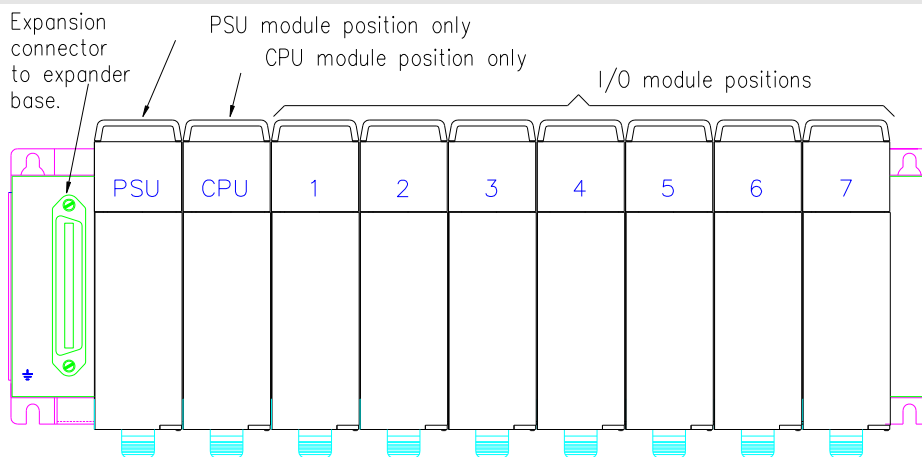 Expansion
connector
to expander
base.
PSU module position only
CPU module position only
I/O module positions
PSU CPU 1 2 3 4 5 6 7